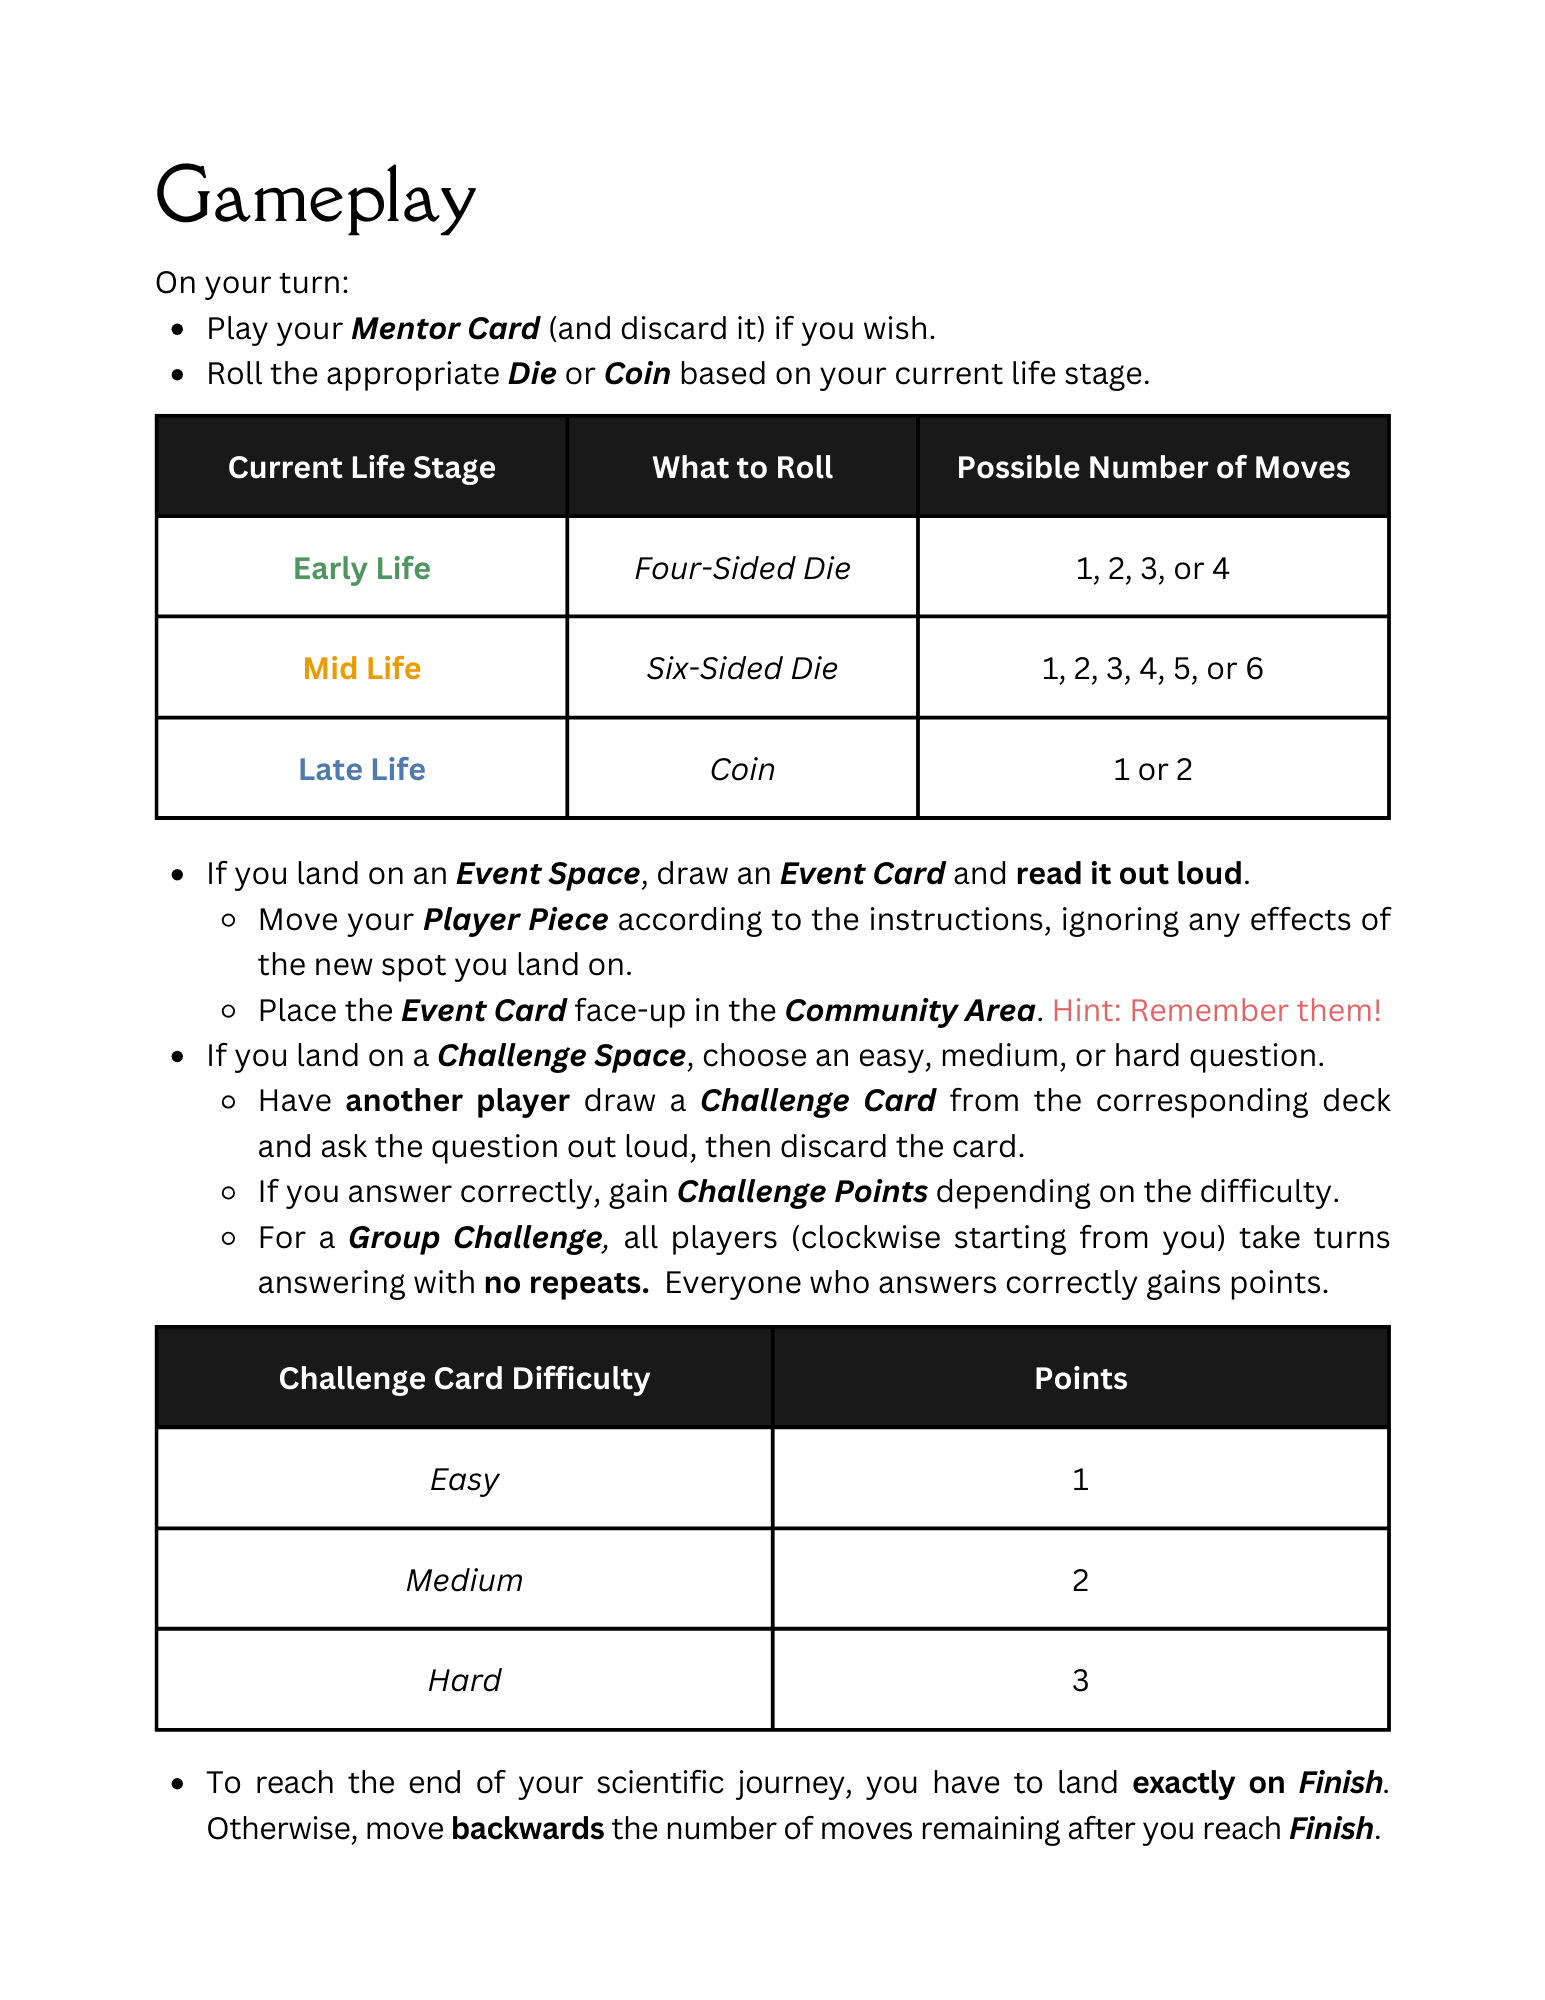 Gameplay
On your turn:
• Play your Mentor Card (and discard it) if you wish.
• Roll the appropriate Die or Coin based on your current life stage.
Current Life Stage What to Roll Possible Number of Moves
Early Life Four-Sided Die 1, 2, 3, or 4
Mid Life Six-Sided Die 1, 2, 3, 4, 5, or 6
Late Life Coin 1 or 2
• If you land on an Event Space, draw an Event Card and read it out loud.
○ Move your Player Piece according to the instructions, ignoring any effects of
the new spot you land on.
○ Place the Event Card face-up in the Community Area. Hint: Remember them!
• If you land on a Challenge Space, choose an easy, medium, or hard question.
○ Have another player draw a Challenge Card from the corresponding deck
and ask the question out loud, then discard the card.
○ If you answer correctly, gain Challenge Points depending on the difficulty.
○ For a Group Challenge, all players (clockwise starting from you) take turns
answering with no repeats. Everyone who answers correctly gains points.
Challenge Card Difficulty Points
Easy 1
Medium 2
Hard 3
• To reach the end of your scientific journey, you have to land exactly on Finish.
Otherwise, move backwards the number of moves remaining after you reach Finish.